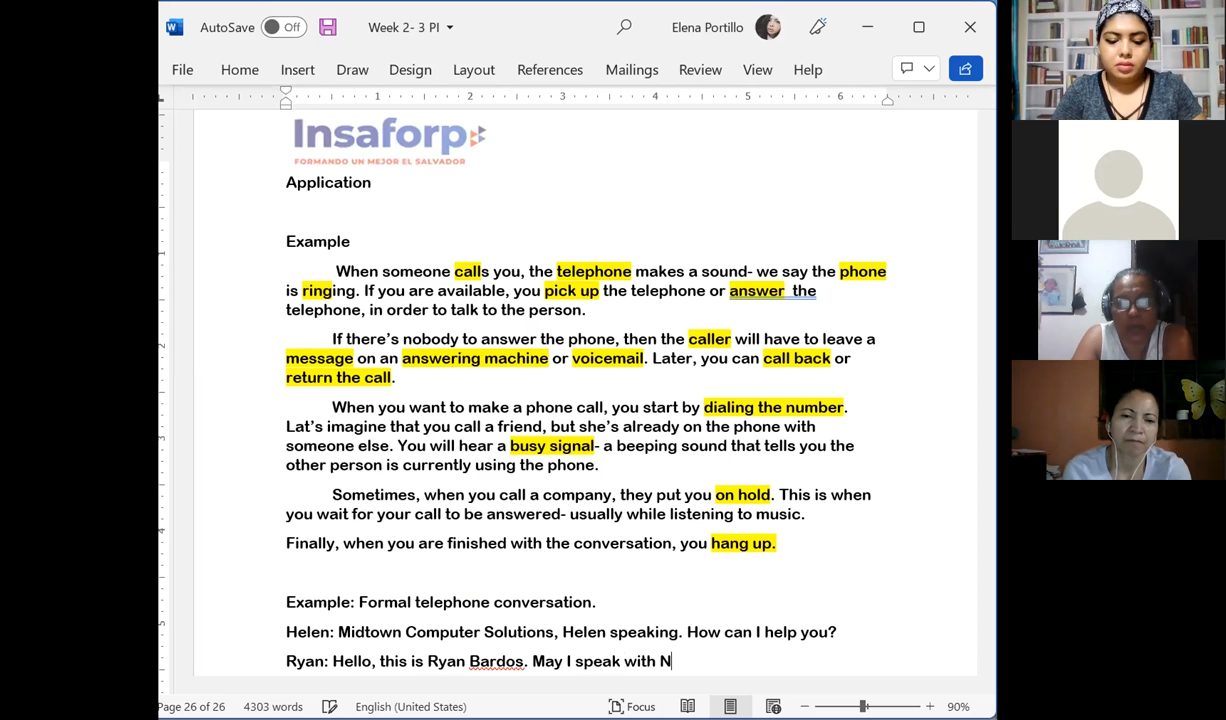 AutoSave Off Week 2- 3 PI Elena Portillo
File Home Insert Draw Design Layout References Mailings Review View Help
1 2 3 4 5 6
Insaforp
FORMANDO UN MEJOR EL SALVADOR
Application
Example
When someone calls you, the telephone makes a sound- we say the phone
is ringing. If you are available, you pick up the telephone or answer the
telephone, in order to talk to the person.
If there's nobody to answer the phone, then the caller will have to leave a
message on an answering machine or voicemail. Later, you can call back or
return the call.
When you want to make a phone call, you start by dialing the number.
Lat's imagine that you call a friend, but she's already on the phone with
someone else. You will hear a busy signal- a beeping sound that tells you the
other person is currently using the phone.
Sometimes, when you call a company, they put you on hold. This is when
you wait for your call to be answered- usually while listening to music.
Finally, when you are finished with the conversation, you hang up.
Example: Formal telephone conversation.
Helen: Midtown Computer Solutions, Helen speaking. How can I help you?
Ryan: Hello, this is Ryan Bardos. May I speak with N
Page 26 of 26 4303 words English (United States) Focus 90%